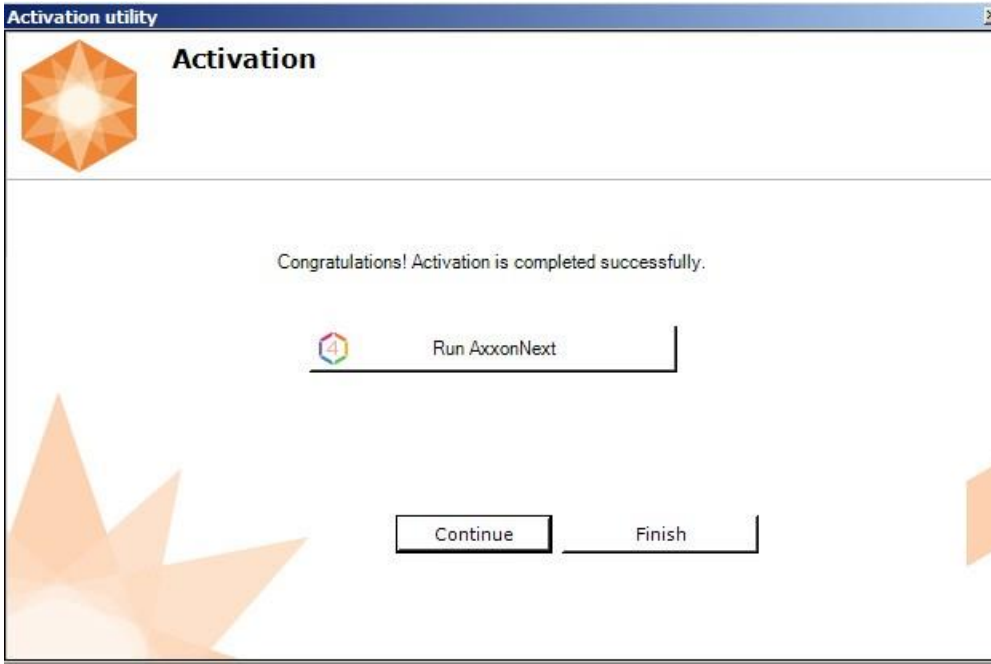 Activation utility
Activation
Congratulations! Activation is completed successfully.
4 Run AxxonNext
Continue Finish